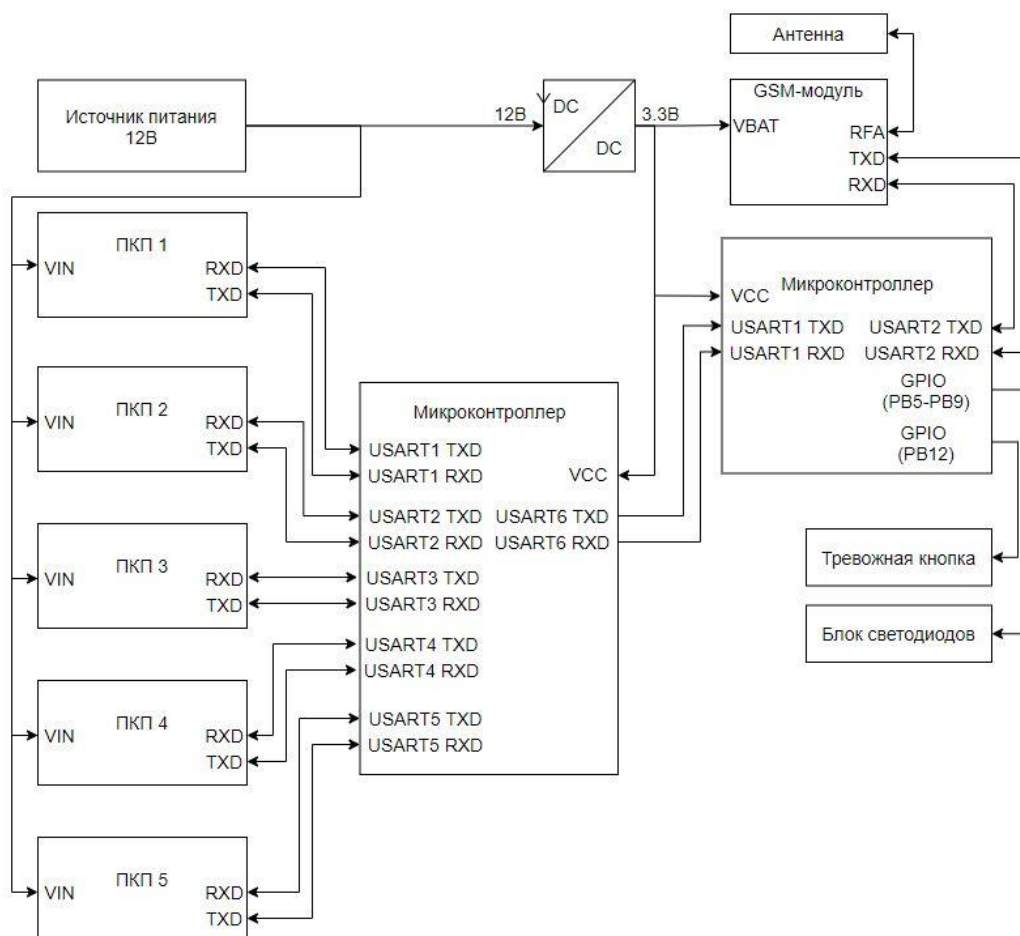 Антенна
Источник питания
12В
12В
DC
DC
3.3В
GSM-модуль
VBAT
RFA
TXD
RXD
ПКП 1
VIN
RXD
TXD
Микроконтроллер
VCC
USART1 TXD
USART2 TXD
USART1 RXD
USART2 RXD
GPIO
(PB5-PB9)
GPIO
(PB12)
ПКП 2
VIN
RXD
TXD
Микроконтроллер
USART1 TXD
USART1 RXD
VCC
USART2 TXD
USART6 TXD
USART2 RXD
USART6 RXD
USART3 TXD
USART3 RXD
USART4 TXD
USART4 RXD
USART5 TXD
USART5 RXD
ПКП 3
VIN
RXD
TXD
Тревожная кнопка
Блок светодиодов
ПКП 4
VIN
RXD
TXD
ПКП 5
VIN
RXD
TXD